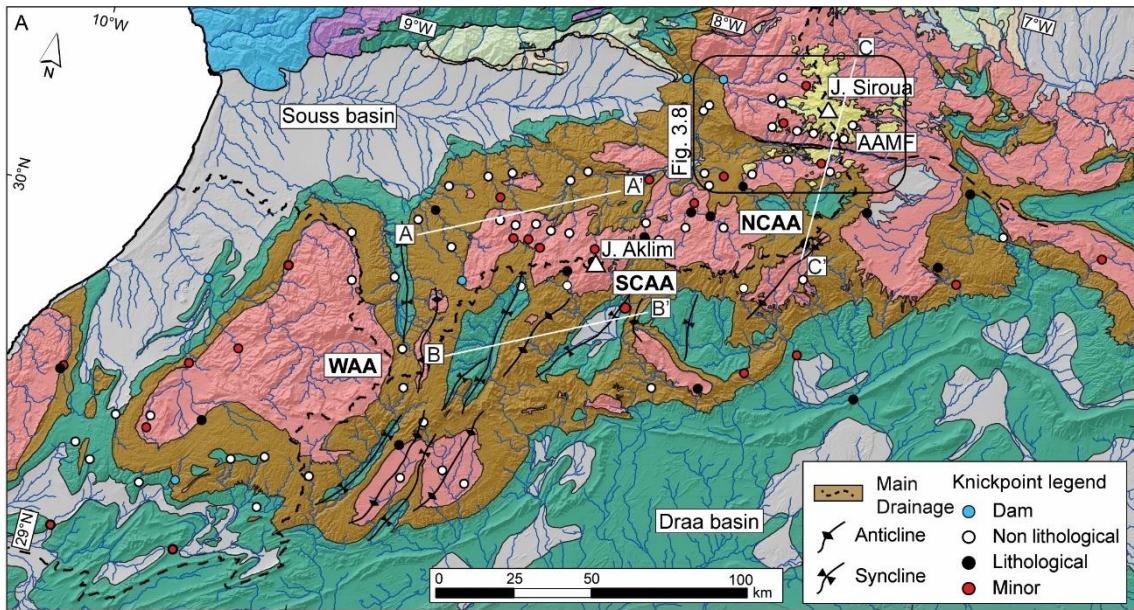 A
10°W
9°W
8°W
7°W
N
C
J. Siroua
Souss basin
Fig. 3.8
AAMF
30°N
A'
A
NCAA
J. Aklim
SCAA
C'
B'
B
WAA
29°N
Draa basin
0 25 50 100
km
Main
Drainage
Anticline
Syncline
Knickpoint legend
Dam
Non lithological
Lithological
Minor